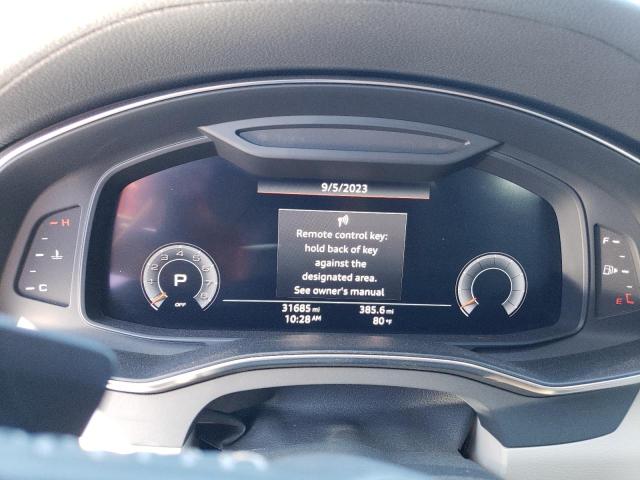 9/5/2023
Remote control key:
hold back of key
against the
designated area.
See owner's manual
H
C
F
E
P
OFF
31685 mi 385.6 mi
10:28 AM 80 °F